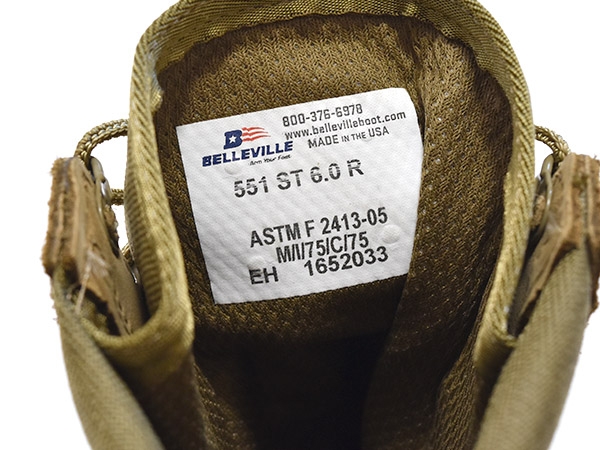 800-376-6978
www.bellevilleboot.com
MADE IN THE USA
B
BELLEVILLE
Arm Your Feet
551 ST 6.0 R
ASTM F 2413-05
M/I/75/C/75
EH 1652033